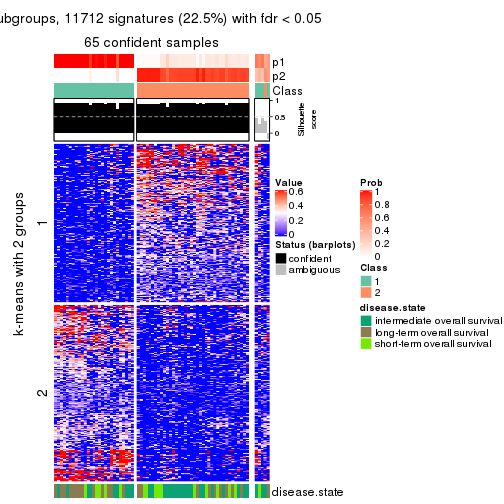 ubgroups, 11712 signatures (22.5%) with fdr < 0.05
65 confident samples
p1
p2
Class
1
0.5
0
Silhouette
score
k-means with 2 groups
1
2
Value
0.6
0.4
0.2
0
Status (barplots)
confident
ambiguous
Prob
1
0.8
0.6
0.4
0.2
0
Class
1
2
disease.state
intermediate overall survival
long-term overall survival
short-term overall survival
disease.state